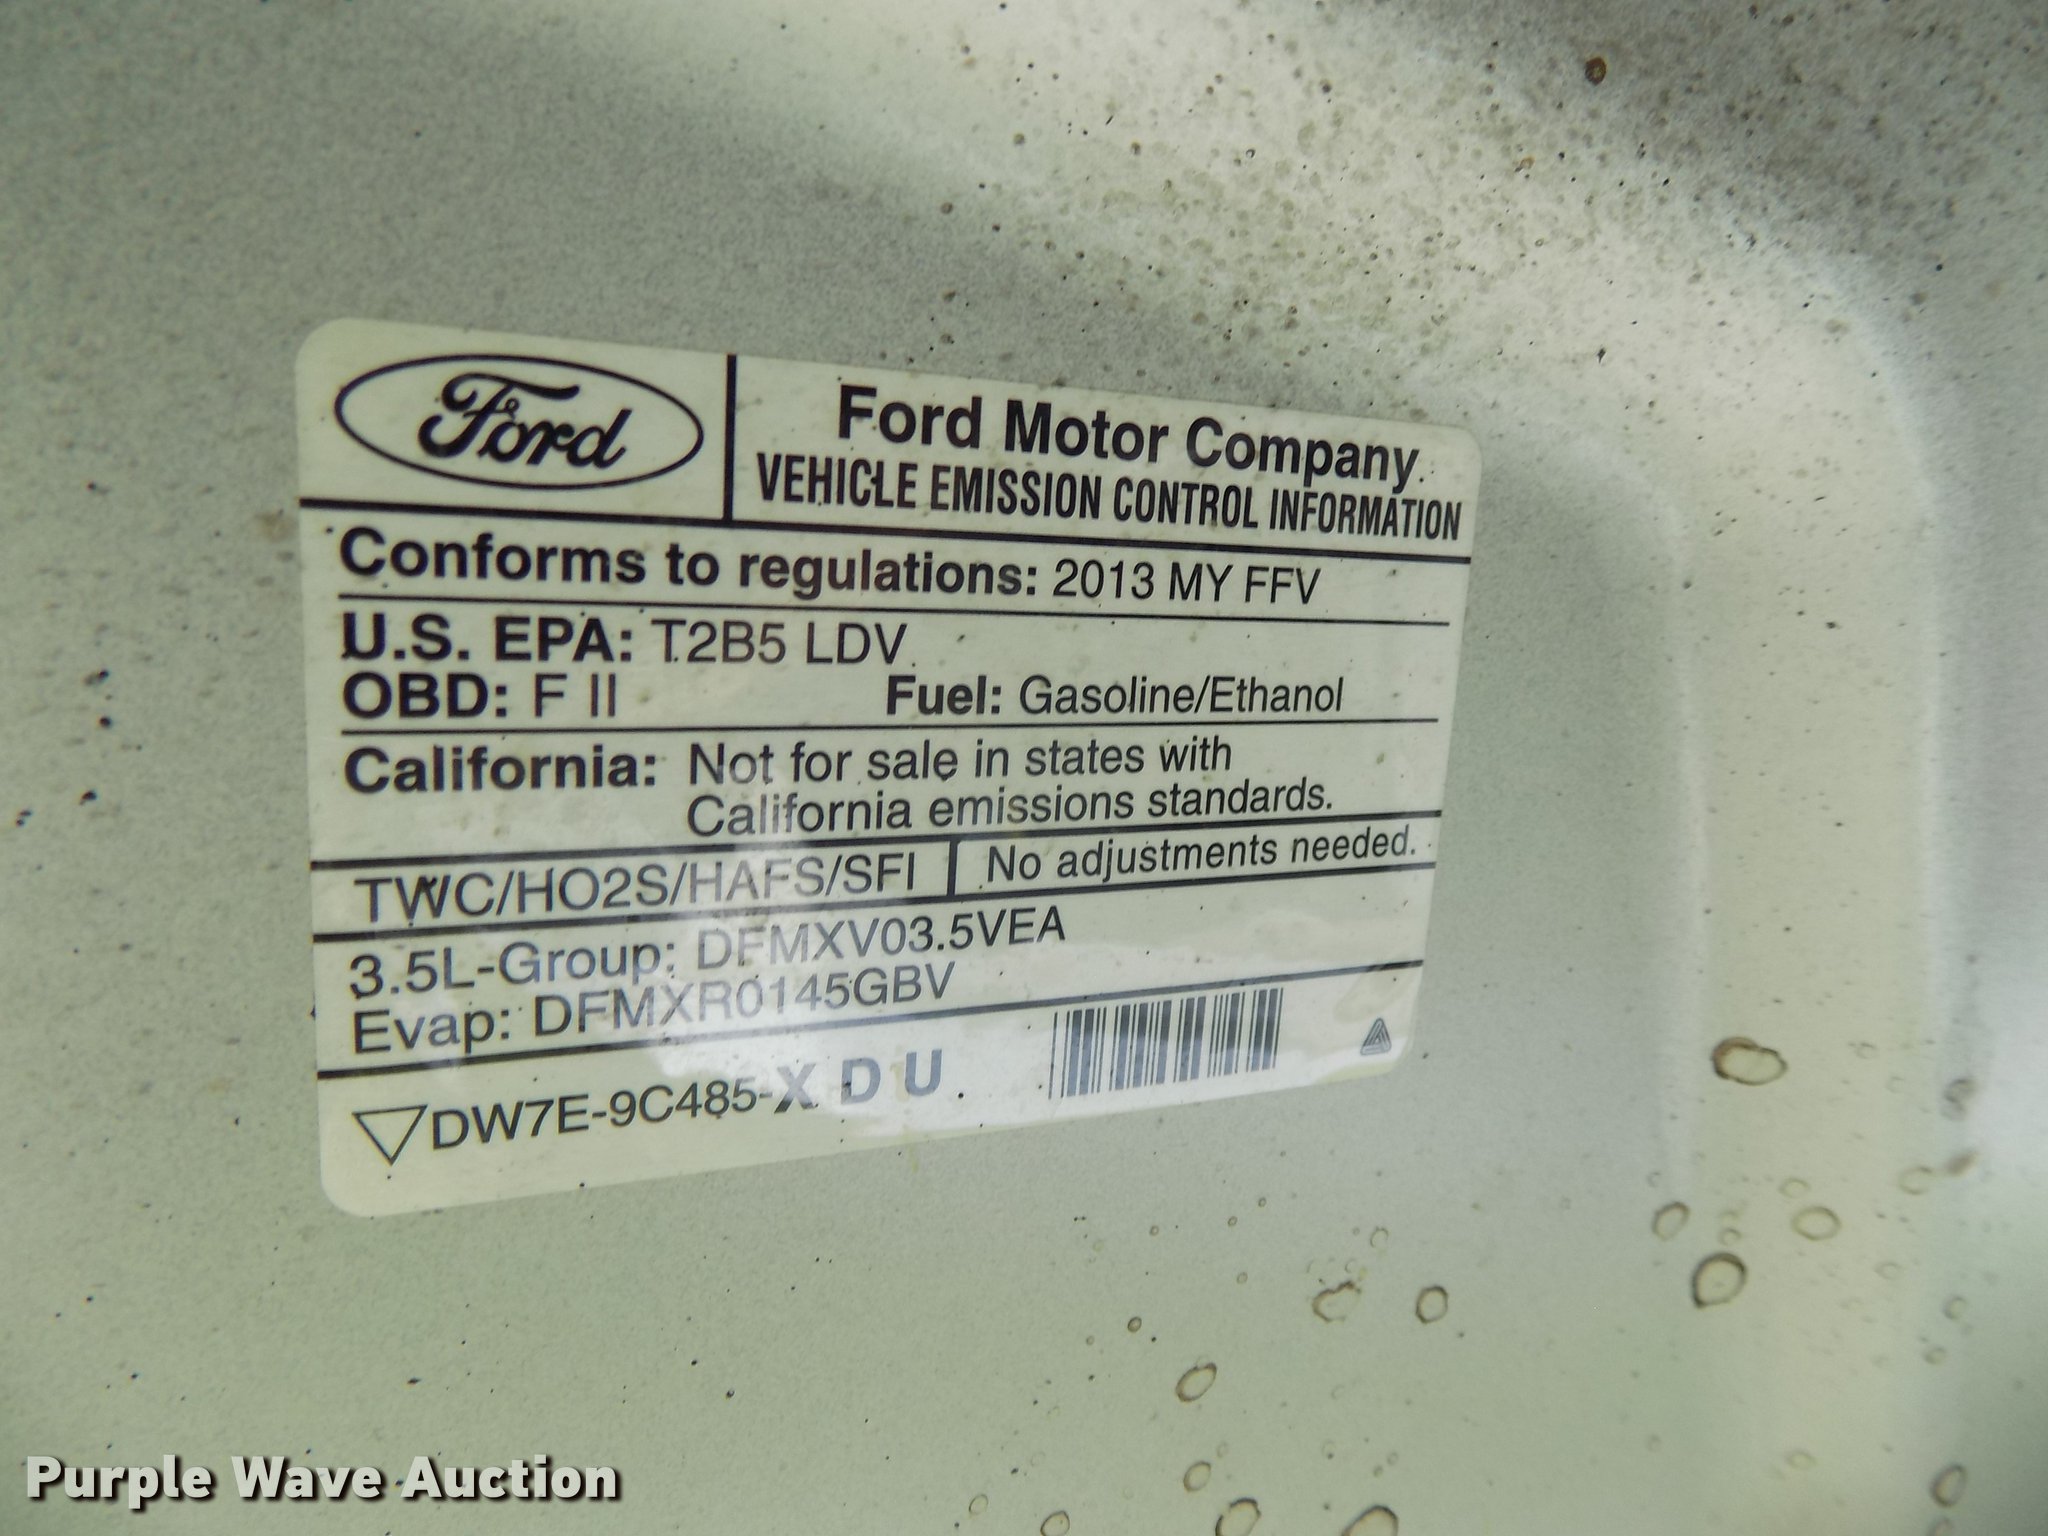 Ford
Ford Motor Company
VEHICLE EMISSION CONTROL INFORMATION
Conforms to regulations: 2013 MY FFV
U.S. EPA: T2B5 LDV
OBD: F II Fuel: Gasoline/Ethanol
California: Not for sale in states with
California emissions standards.
TWC/HO2S/HAFS/SFI No adjustments needed.
3.5L-Group: DFMXV03.5VEA
Evap: DFMXR0145GBV
DW7E-9C485-X D U
Purple Wave Auction